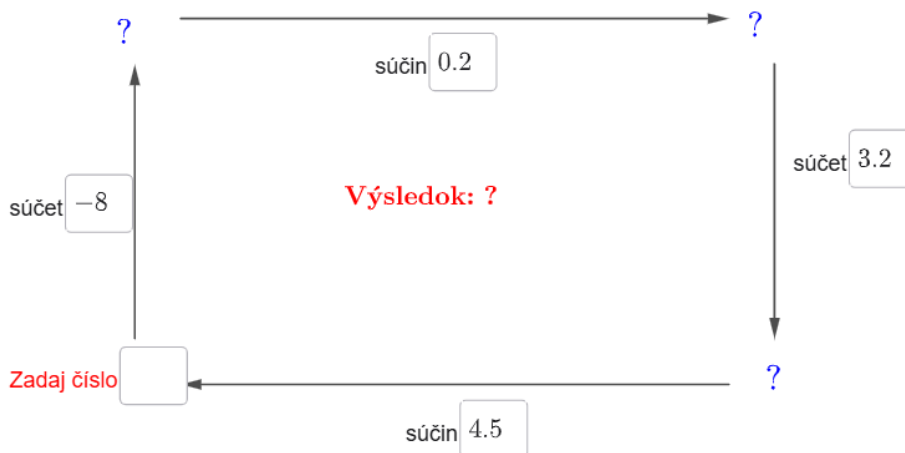 ?
?
súčin 0.2
súčet 3.2
súčet −8
Výsledok: ?
Zadaj číslo
?
súčin 4.5